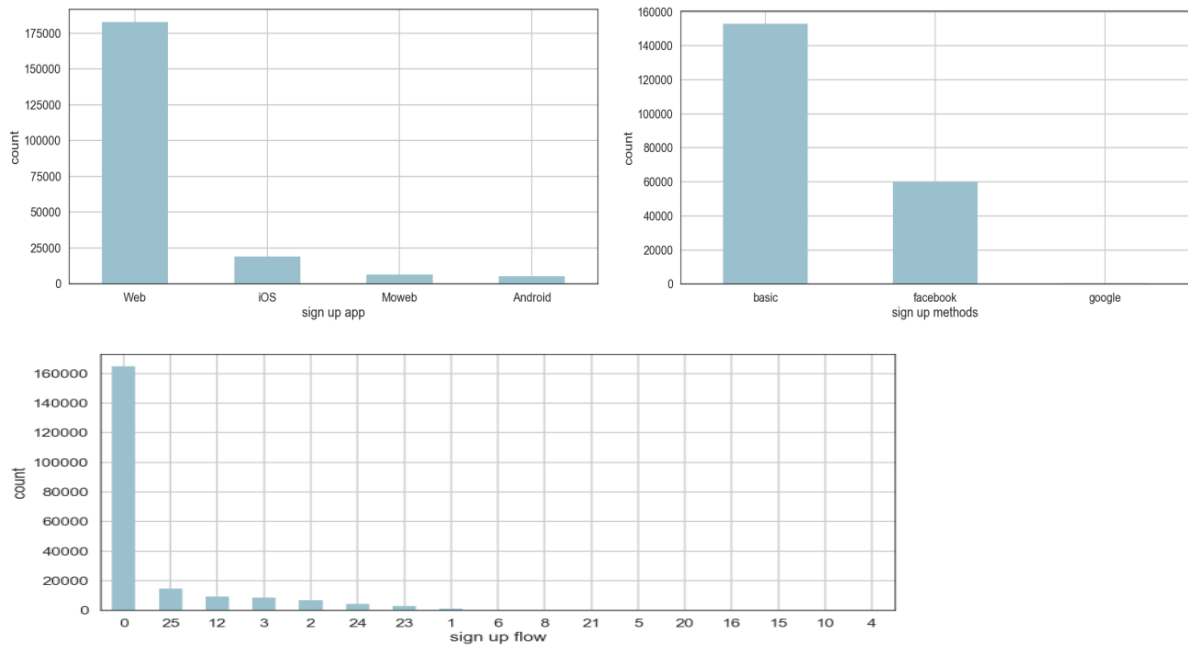 175000
150000
125000
100000
75000
50000
25000
0
count
Web iOS Moweb Android
sign up app
160000
140000
120000
100000
80000
60000
40000
20000
0
count
basic facebook google
sign up methods
160000
140000
120000
100000
80000
60000
40000
20000
0
count
0 25 12 3 2 24 23 1 6 8 21 5 20 16 15 10 4
sign up flow